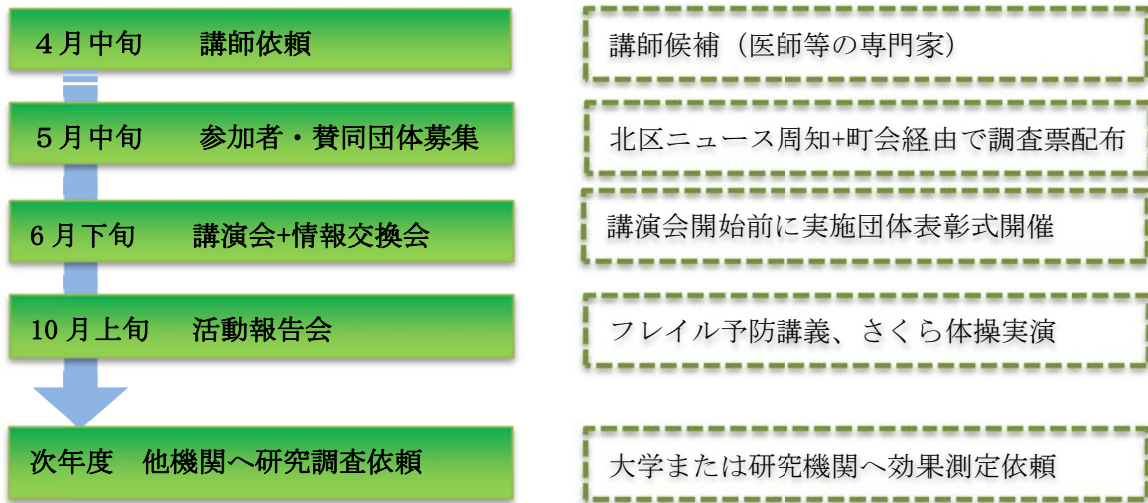 4月中旬　講師依頼
講師候補（医師等の専門家）
5月中旬　参加者・賛同団体募集
北区ニュース周知+町会経由で調査票配布
6月下旬　講演会+情報交換会
講演会開始前に実施団体表彰式開催
10月上旬　活動報告会
フレイル予防講義、さくら体操実演
次年度　他機関へ研究調査依頼
大学または研究機関へ効果測定依頼